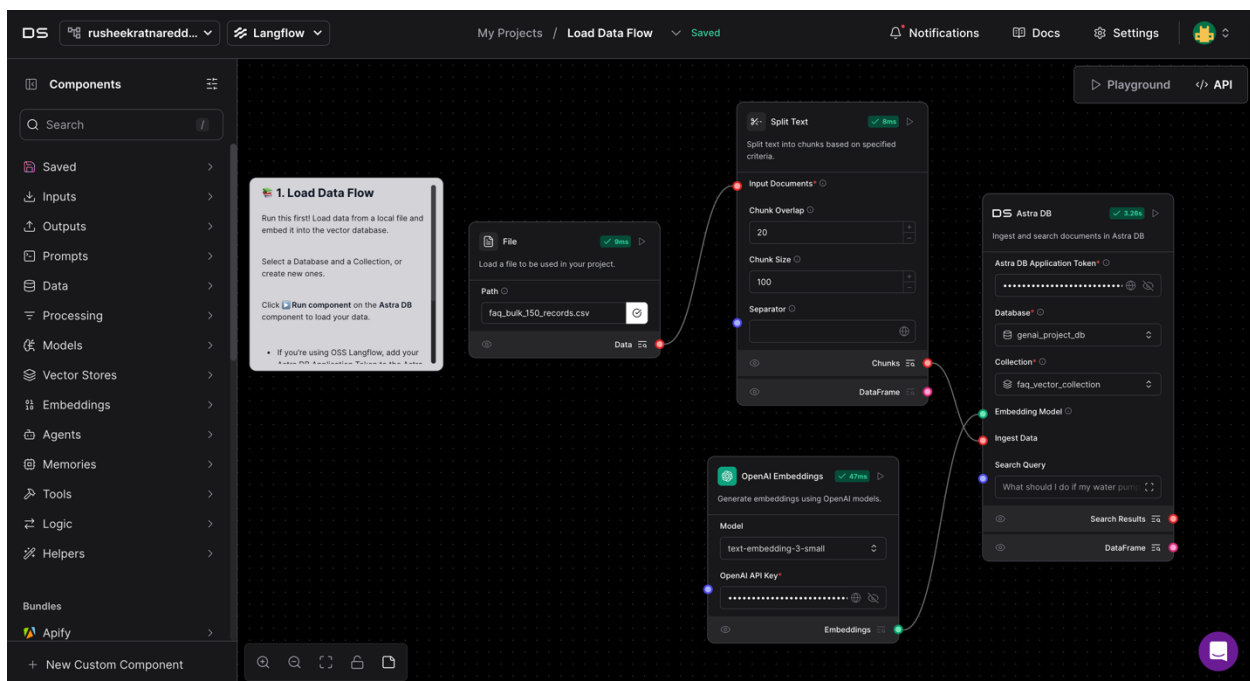 DS
rusheekratnaredd...
Langflow
My Projects / Load Data Flow
Saved
Notifications
Docs
Settings
Components
Search
/
Saved
Inputs
Outputs
Prompts
Data
Processing
Models
Vector Stores
Embeddings
Agents
Memories
Tools
Logic
Helpers
Bundles
Apify
+ New Custom Component
Playground
</> API
1. Load Data Flow
Run this first! Load data from a local file and
embed it into the vector database.
Select a Database and a Collection, or
create new ones.
Click Run component on the Astra DB
component to load your data.
• If you're using OSS Langflow, add your
Astra DB Application Token to the Astra
File
9ms
Load a file to be used in your project.
Path
faq_bulk_150_records.csv
Data
Split Text
8ms
Split text into chunks based on specified
criteria.
Input Documents*
Chunk Overlap
20
Chunk Size
100
Separator
Chunks
DataFrame
OpenAI Embeddings
47ms
Generate embeddings using OpenAI models.
Model
text-embedding-3-small
OpenAI API Key*
Embeddings
DS Astra DB
3.26s
Ingest and search documents in Astra DB
Astra DB Application Token*
Database*
genai_project_db
Collection*
faq_vector_collection
Embedding Model
Ingest Data
Search Query
What should I do if my water pump
Search Results
DataFrame